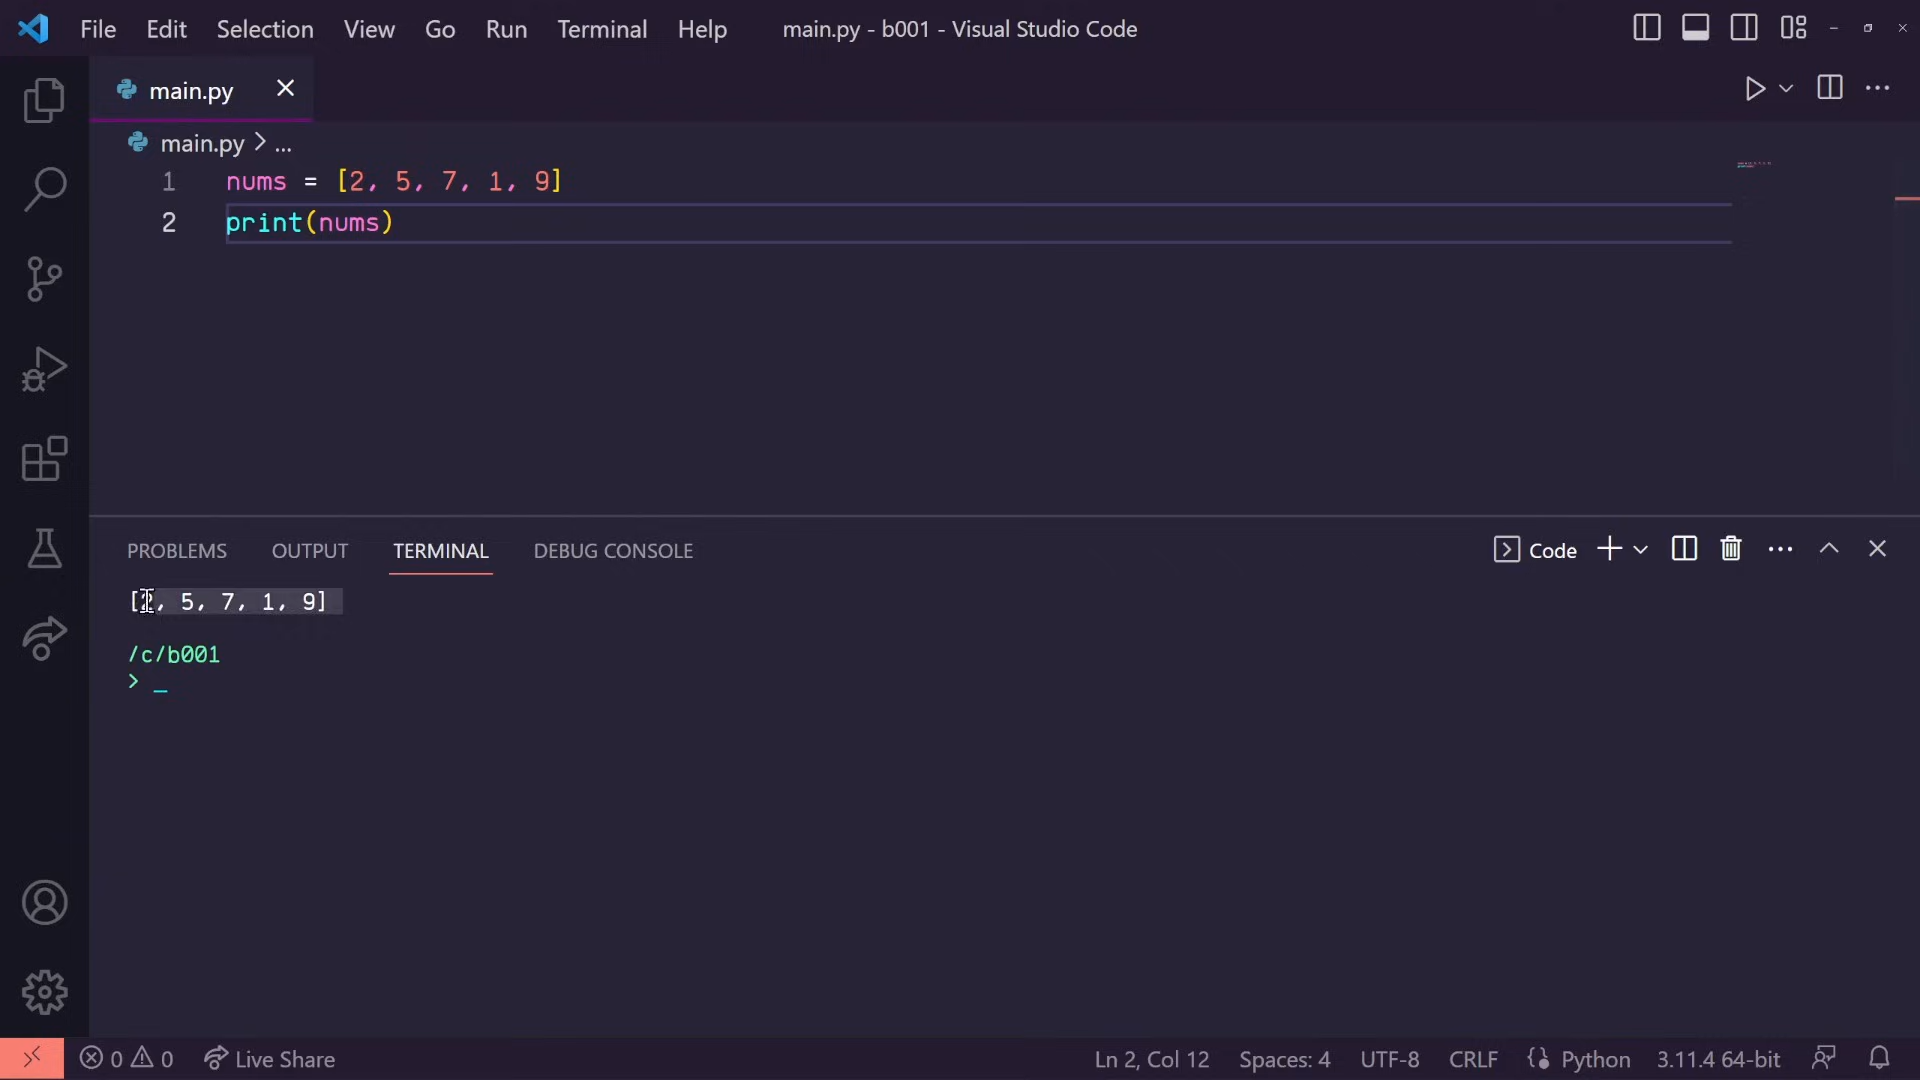 File Edit Selection View Go Run Terminal Help main.py - b001 - Visual Studio Code
main.py
main.py > ...
1 nums = [2, 5, 7, 1, 9]
2 print(nums)
PROBLEMS OUTPUT TERMINAL DEBUG CONSOLE Code
[2, 5, 7, 1, 9]
/c/b001
> _
0 0 Live Share Ln 2, Col 12 Spaces: 4 UTF-8 CRLF Python 3.11.4 64-bit